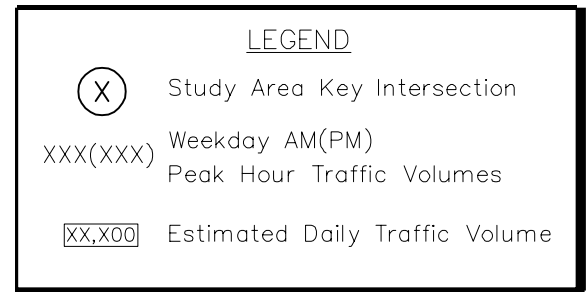 LEGEND
X Study Area Key Intersection
XXX(XXX) Weekday AM(PM)
Peak Hour Traffic Volumes
XX,X00 Estimated Daily Traffic Volume